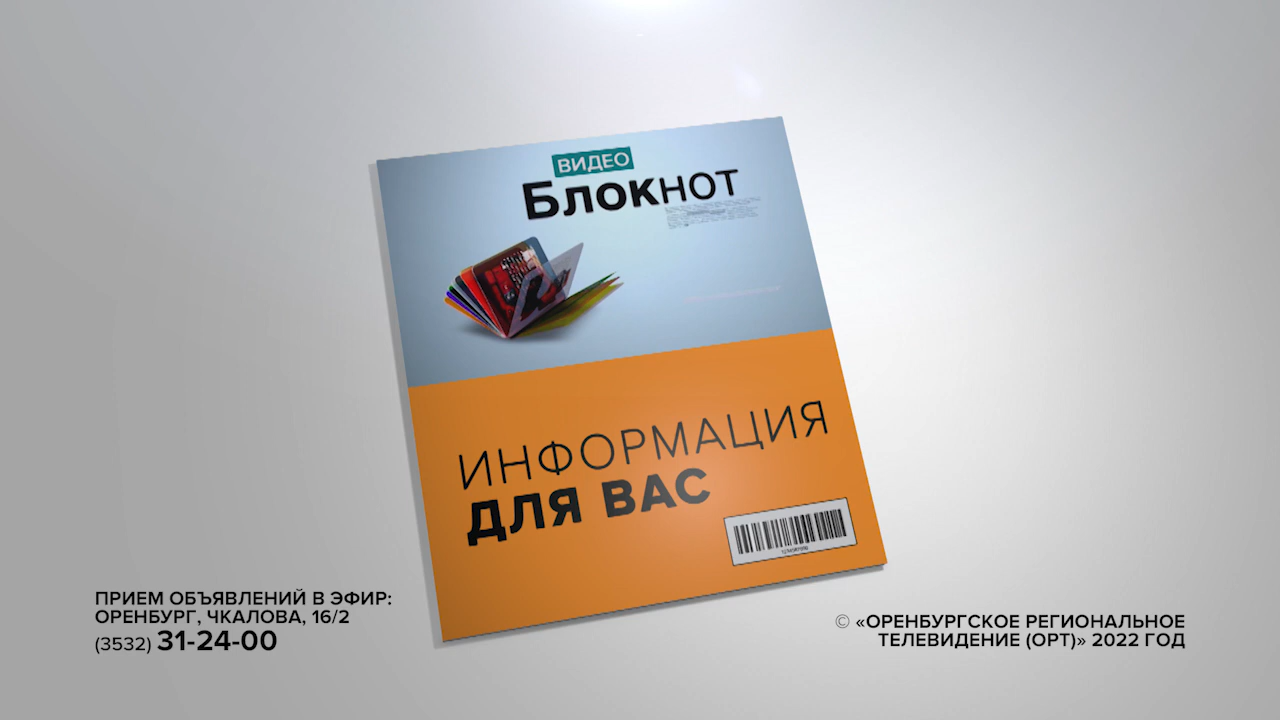 ВИДЕО
Блокнот
ИНФОРМАЦИЯ
ДЛЯ ВАС
ПРИЕМ ОБЪЯВЛЕНИЙ В ЭФИР:
ОРЕНБУРГ, ЧКАЛОВА, 16/2
(3532) 31-24-00
© «ОРЕНБУРГСКОЕ РЕГИОНАЛЬНОЕ
ТЕЛЕВИДЕНИЕ (ОРТ)» 2022 ГОД